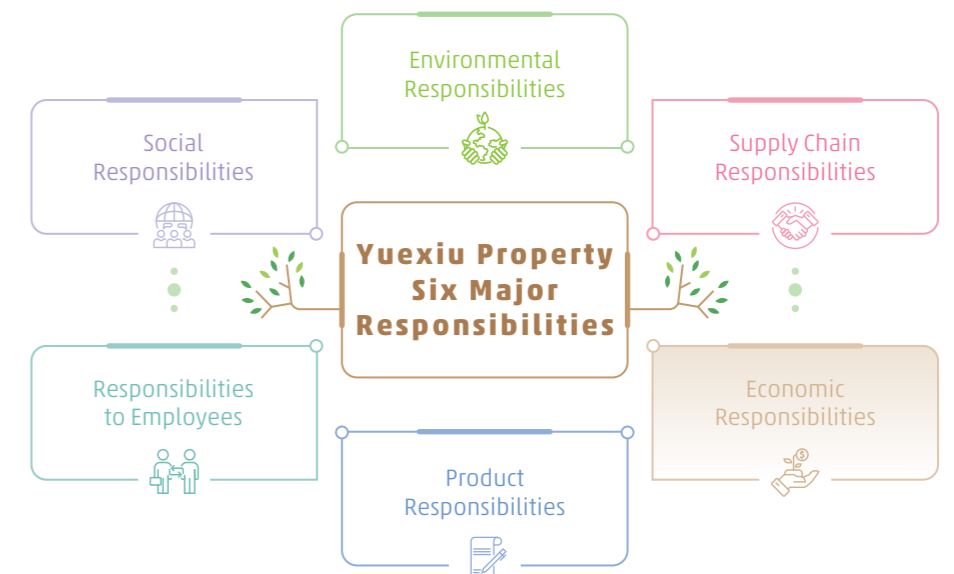 Environmental
Responsibilities
Social
Responsibilities
Supply Chain
Responsibilities
Yuexiu Property
Six Major
Responsibilities
Responsibilities
to Employees
Economic
Responsibilities
Product
Responsibilities